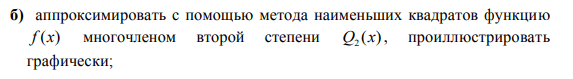 б) аппроксимировать с помощью метода наименьших квадратов функцию
f(x) многочленом второй степени Q₂(x), проиллюстрировать
графически;